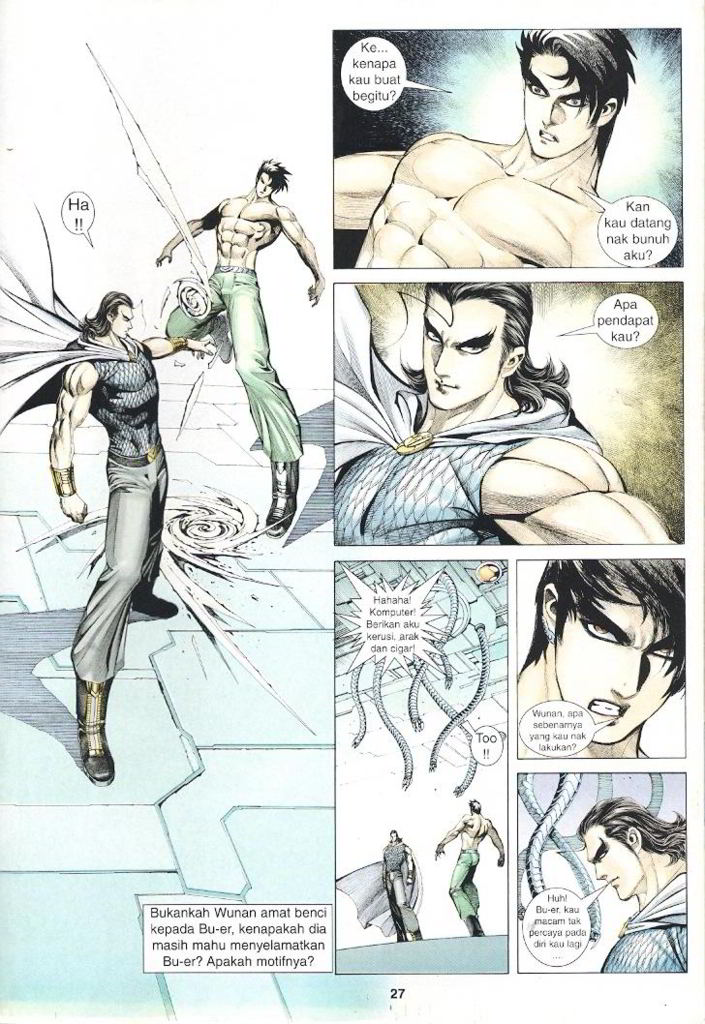 Ha
!!
Bukankah Wunan amat benci
kepada Bu-er, kenapakah dia
masih mahu menyelamatkan
Bu-er? Apakah motifnya?
Ke...
kenapa
kau buat
begitu?
Kan
kau datang
nak bunuh
aku?
Apa
pendapat
kau?
Hahaha!
Komputer!
Berikan aku
kerusi, arak
dan cigar!
Too
!!
Wunan, apa
sebenarnya
yang kau nak
lakukan?
Huh!
Bu-er, kau
macam tak
percaya pada
diri kau lagi
....
27